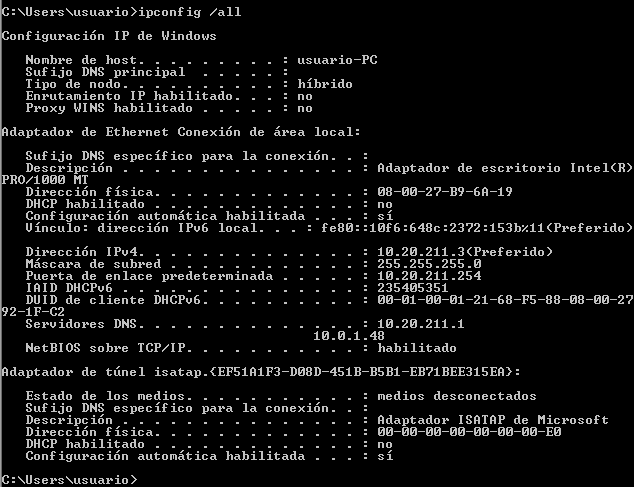 C:\Users\usuario>ipconfig /all
Configuración IP de Windows
Nombre de host. . . . . . . . . : usuario-PC
Sufijo DNS principal . . . . . :
Tipo de nodo. . . . . . . . . . : híbrido
Enrutamiento IP habilitado. . . : no
Proxy WINS habilitado . . . . . : no
Adaptador de Ethernet Conexión de área local:
Sufijo DNS específico para la conexión. . :
Descripción . . . . . . . . . . . . . . . : Adaptador de escritorio Intel(R)
PRO/1000 MT
Dirección física. . . . . . . . . . . . . : 08-00-27-B9-6A-19
DHCP habilitado . . . . . . . . . . . . . : no
Configuración automática habilitada . . . : sí
Vínculo: dirección IPv6 local. . . : fe80::10f6:648c:2372:153b%11(Preferido)
Dirección IPv4. . . . . . . . . . . . . . : 10.20.211.3(Preferido)
Máscara de subred . . . . . . . . . . . . : 255.255.255.0
Puerta de enlace predeterminada . . . . . : 10.20.211.254
IAID DHCPv6 . . . . . . . . . . . . . . . : 235405351
DUID de cliente DHCPv6. . . . . . . . . . : 00-01-00-01-21-68-F5-88-08-00-27
92-1F-C2
Servidores DNS. . . . . . . . . . . . . . : 10.20.211.1
10.0.1.48
NetBIOS sobre TCP/IP. . . . . . . . . . . : habilitado
Adaptador de túnel isatap.{EF51A1F3-D08D-451B-B5B1-EB71BEE315EA}:
Estado de los medios. . . . . . . . . . . : medios desconectados
Sufijo DNS específico para la conexión. . :
Descripción . . . . . . . . . . . . . . . : Adaptador ISATAP de Microsoft
Dirección física. . . . . . . . . . . . . : 00-00-00-00-00-00-00-E0
DHCP habilitado . . . . . . . . . . . . . : no
Configuración automática habilitada . . . : sí
C:\Users\usuario>